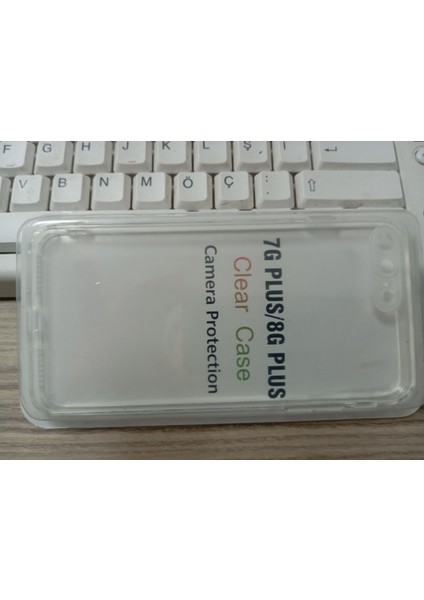 F G H J K L Ş İ
V B N M Ö Ç : .
7G PLUS/8G PLUS
Clear Case
Camera Protection